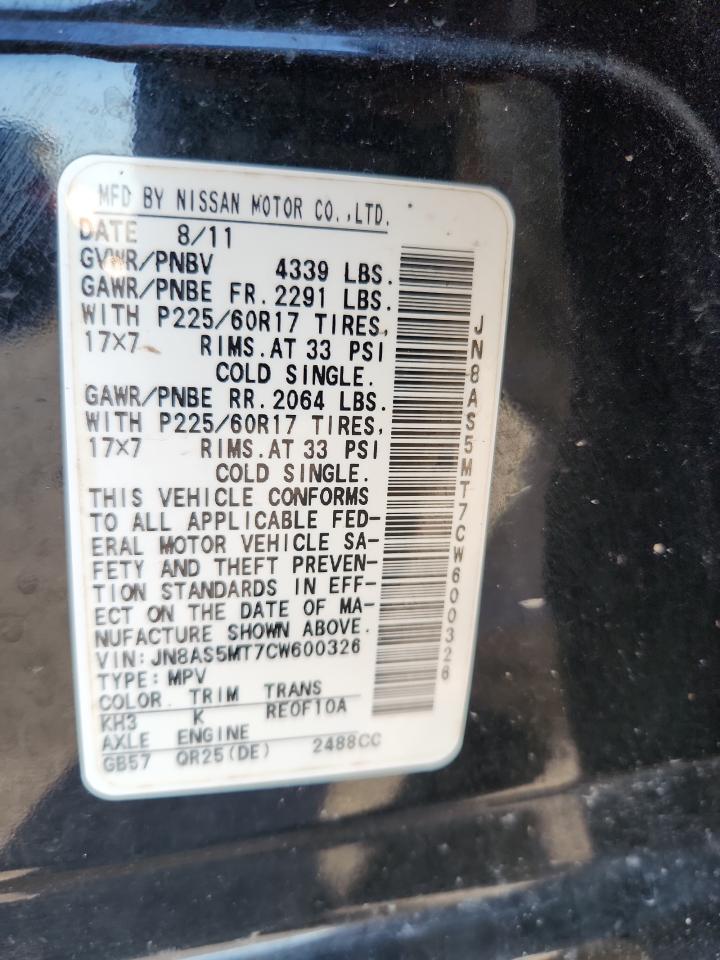 MFD BY NISSAN MOTOR CO.,LTD.
DATE 8/11
GVWR/PNBV 4339 LBS.
GAWR/PNBE FR. 2291 LBS.
WITH P225/60R17 TIRES,
17×7 RIMS. AT 33 PSI
COLD SINGLE.
GAWR/PNBE RR. 2064 LBS.
WITH P225/60R17 TIRES,
17×7 RIMS. AT 33 PSI
COLD SINGLE.
THIS VEHICLE CONFORMS
TO ALL APPLICABLE FED-
ERAL MOTOR VEHICLE SA-
FETY AND THEFT PREVEN-
TION STANDARDS IN EFF-
ECT ON THE DATE OF MA-
NUFACTURE SHOWN ABOVE.
VIN: JN8AS5MT7CW600326
TYPE: MPV
COLOR TRIM TRANS
KH3 K RE0F10A
AXLE ENGINE
GB57 QR25(DE) 2488CC
JN8AS5MT7CW600326